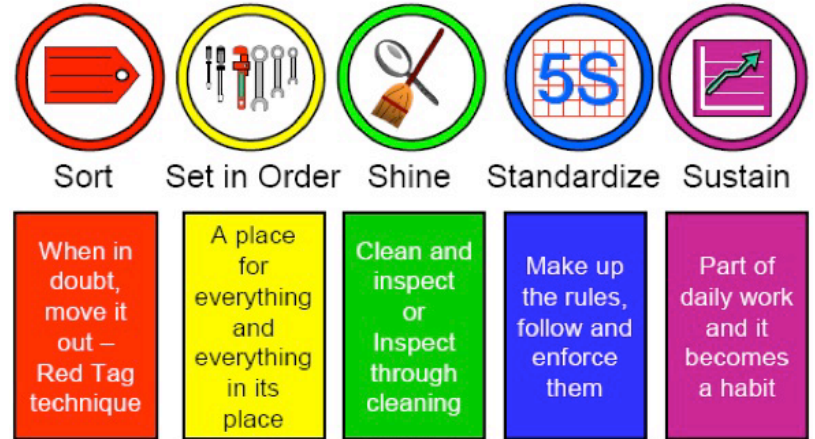 5S
Sort
Set in Order
Shine
Standardize
Sustain
When in
doubt,
move it
out –
Red Tag
technique
A place
for
everything
and
everything
in its
place
Clean and
inspect
or
Inspect
through
cleaning
Make up
the rules,
follow and
enforce
them
Part of
daily work
and it
becomes
a habit